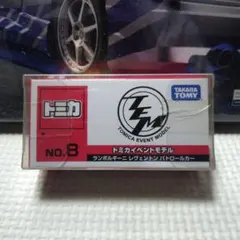 トミカ
TAKARA
TOMY
TEM
TOMICA EVENT MODEL
NO.8
トミカイベントモデル
ランボルギーニ レヴェントン パトロールカー